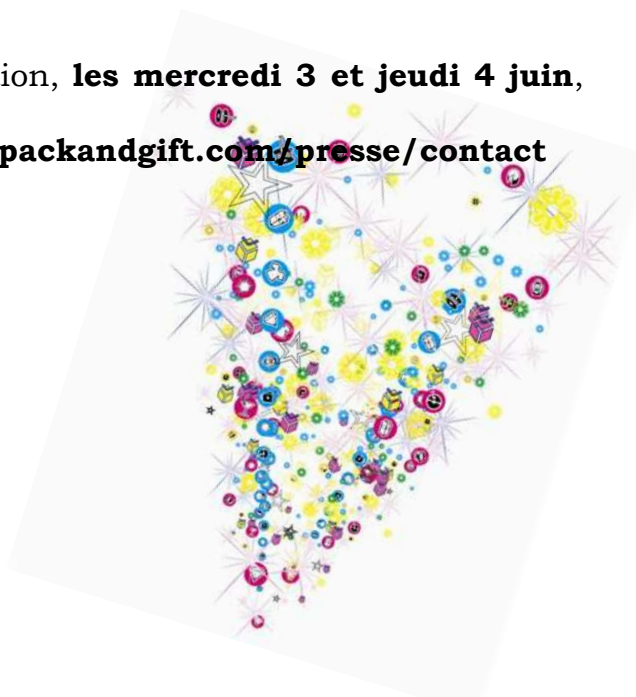 ion, les mercredi 3 et jeudi 4 juin,
packandgift.com/presse/contact